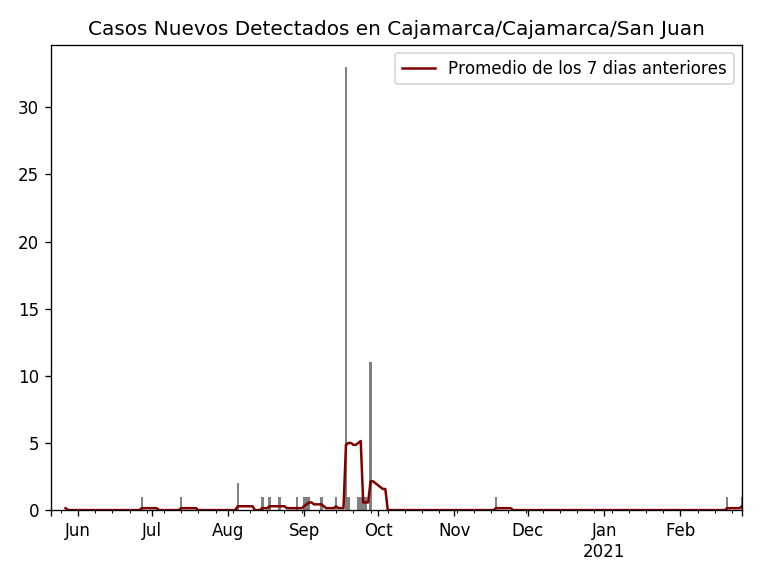 Casos Nuevos Detectados en Cajamarca/Cajamarca/San Juan
Promedio de los 7 dias anteriores
30
25
20
15
10
5
0
Jun Jul Aug Sep Oct Nov Dec Jan Feb
2021